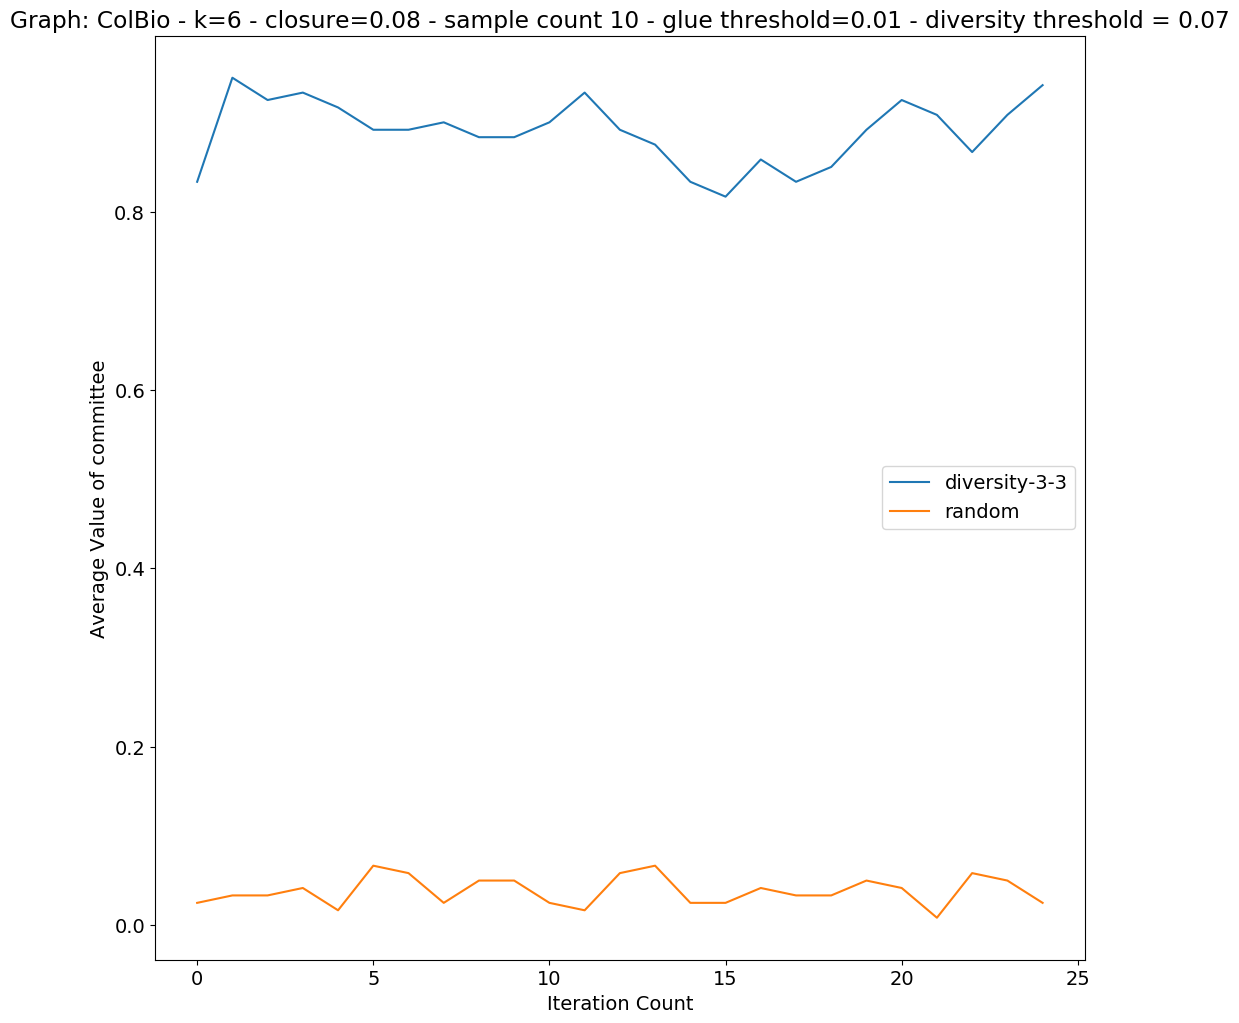 Graph: ColBio - k=6 - closure=0.08 - sample count 10 - glue threshold=0.01 - diversity threshold = 0.07
Average Value of committee
0.8
0.6
0.4
0.2
0.0
diversity-3-3
random
0 5 10 15 20 25
Iteration Count